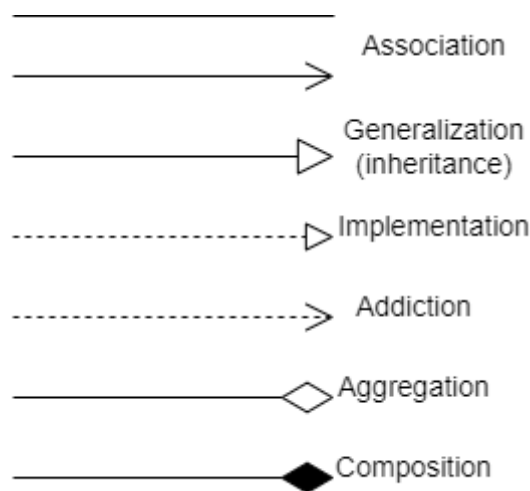 Association
Generalization
(inheritance)
Implementation
Addiction
Aggregation
Composition